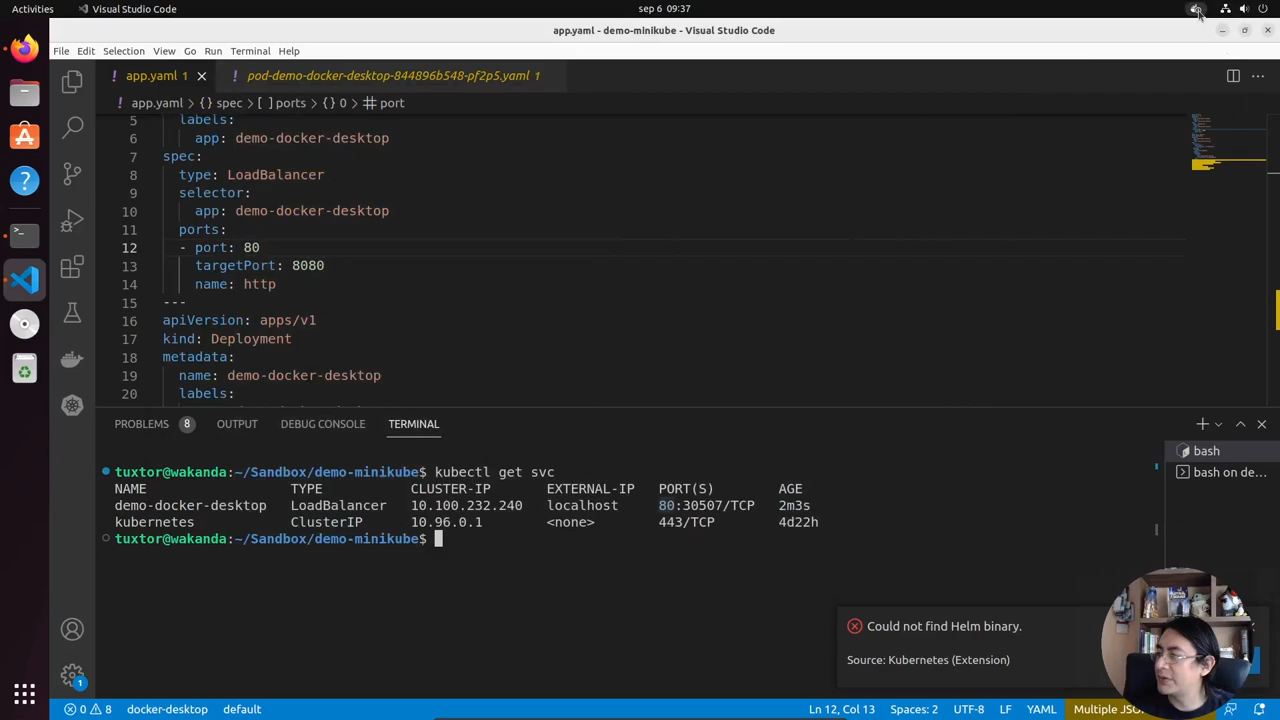 Activities
Visual Studio Code
sep 6 09:37
app.yaml - demo-minikube - Visual Studio Code
File Edit Selection View Go Run Terminal Help
! app.yaml 1
! pod-demo-docker-desktop-844896b548-pf2p5.yaml 1
! app.yaml > {} spec > [ ] ports > {} 0 > port
5 labels:
6 app: demo-docker-desktop
7 spec:
8 type: LoadBalancer
9 selector:
10 app: demo-docker-desktop
11 ports:
12 - port: 80
13 targetPort: 8080
14 name: http
15 ---
16 apiVersion: apps/v1
17 kind: Deployment
18 metadata:
19 name: demo-docker-desktop
20 labels:
PROBLEMS 8 OUTPUT DEBUG CONSOLE TERMINAL
bash
bash on de...
tuxtor@wakanda:~/Sandbox/demo-minikube$ kubectl get svc
NAME TYPE CLUSTER-IP EXTERNAL-IP PORT(S) AGE
demo-docker-desktop LoadBalancer 10.100.232.240 localhost 80:30507/TCP 2m3s
kubernetes ClusterIP 10.96.0.1 <none> 443/TCP 4d22h
tuxtor@wakanda:~/Sandbox/demo-minikube$
Could not find Helm binary.
Source: Kubernetes (Extension)
1
0 8 docker-desktop default Ln 12, Col 13 Spaces: 2 UTF-8 LF YAML